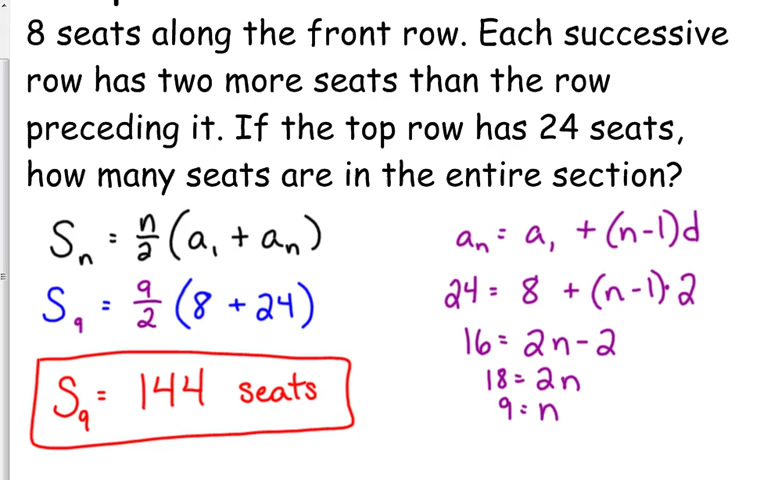 8 seats along the front row. Each successive
row has two more seats than the row
preceding it. If the top row has 24 seats,
how many seats are in the entire section?
Sₙ = n/2 (a₁ + aₙ)
S₉ = 9/2 (8 + 24)
S₉ = 144 seats
aₙ = a₁ + (n-1)d
24 = 8 + (n-1)·2
16 = 2n - 2
18 = 2n
9 = n